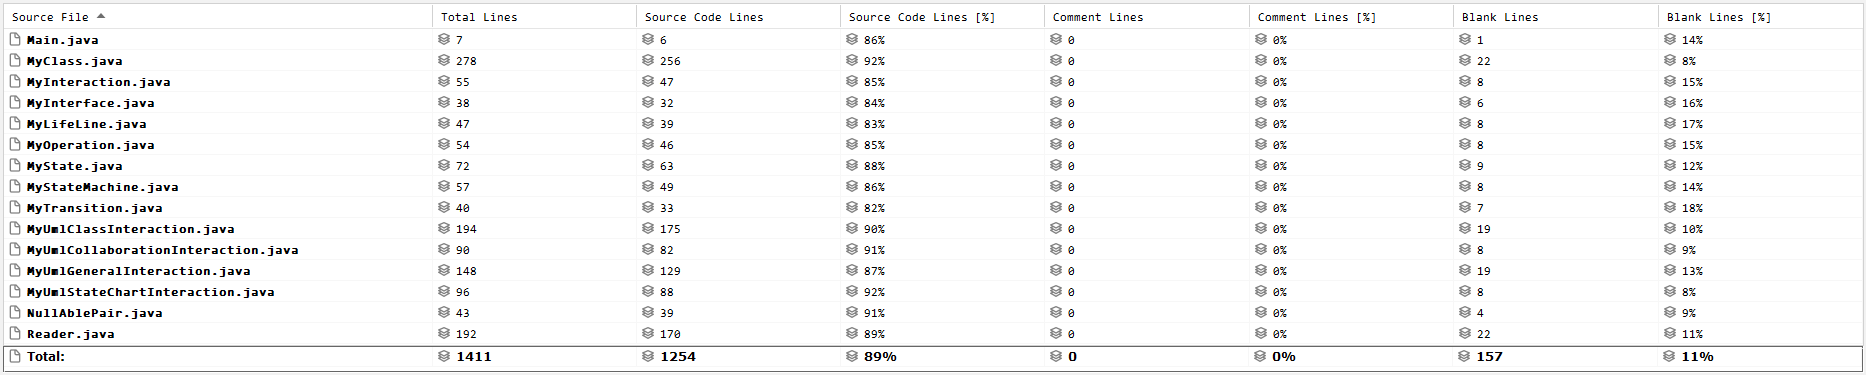 Source File Total Lines Source Code Lines Source Code Lines [%] Comment Lines Comment Lines [%] Blank Lines Blank Lines [%]
Main.java 7 6 86% 0 0% 1 14%
MyClass.java 278 256 92% 0 0% 22 8%
MyInteraction.java 55 47 85% 0 0% 8 15%
MyInterface.java 38 32 84% 0 0% 6 16%
MyLifeLine.java 47 39 83% 0 0% 8 17%
MyOperation.java 54 46 85% 0 0% 8 15%
MyState.java 72 63 88% 0 0% 9 12%
MyStateMachine.java 57 49 86% 0 0% 8 14%
MyTransition.java 40 33 82% 0 0% 7 18%
MyUmlClassInteraction.java 194 175 90% 0 0% 19 10%
MyUmlCollaborationInteraction.java 90 82 91% 0 0% 8 9%
MyUmlGeneralInteraction.java 148 129 87% 0 0% 19 13%
MyUmlStateChartInteraction.java 96 88 92% 0 0% 8 8%
NullAblePair.java 43 39 91% 0 0% 4 9%
Reader.java 192 170 89% 0 0% 22 11%
Total: 1411 1254 89% 0 0% 157 11%